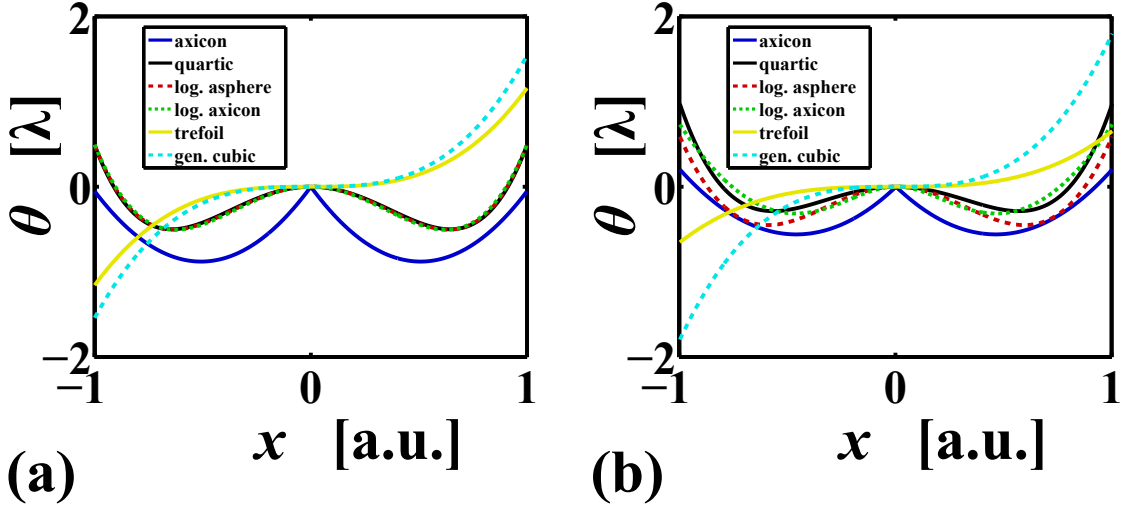 2
axicon
quartic
log. asphere
log. axicon
trefoil
gen. cubic
θ [λ]
0
−2
−1
0
1
x [a.u.]
(a)
2
axicon
quartic
log. asphere
log. axicon
trefoil
gen. cubic
θ [λ]
0
−2
−1
0
1
x [a.u.]
(b)